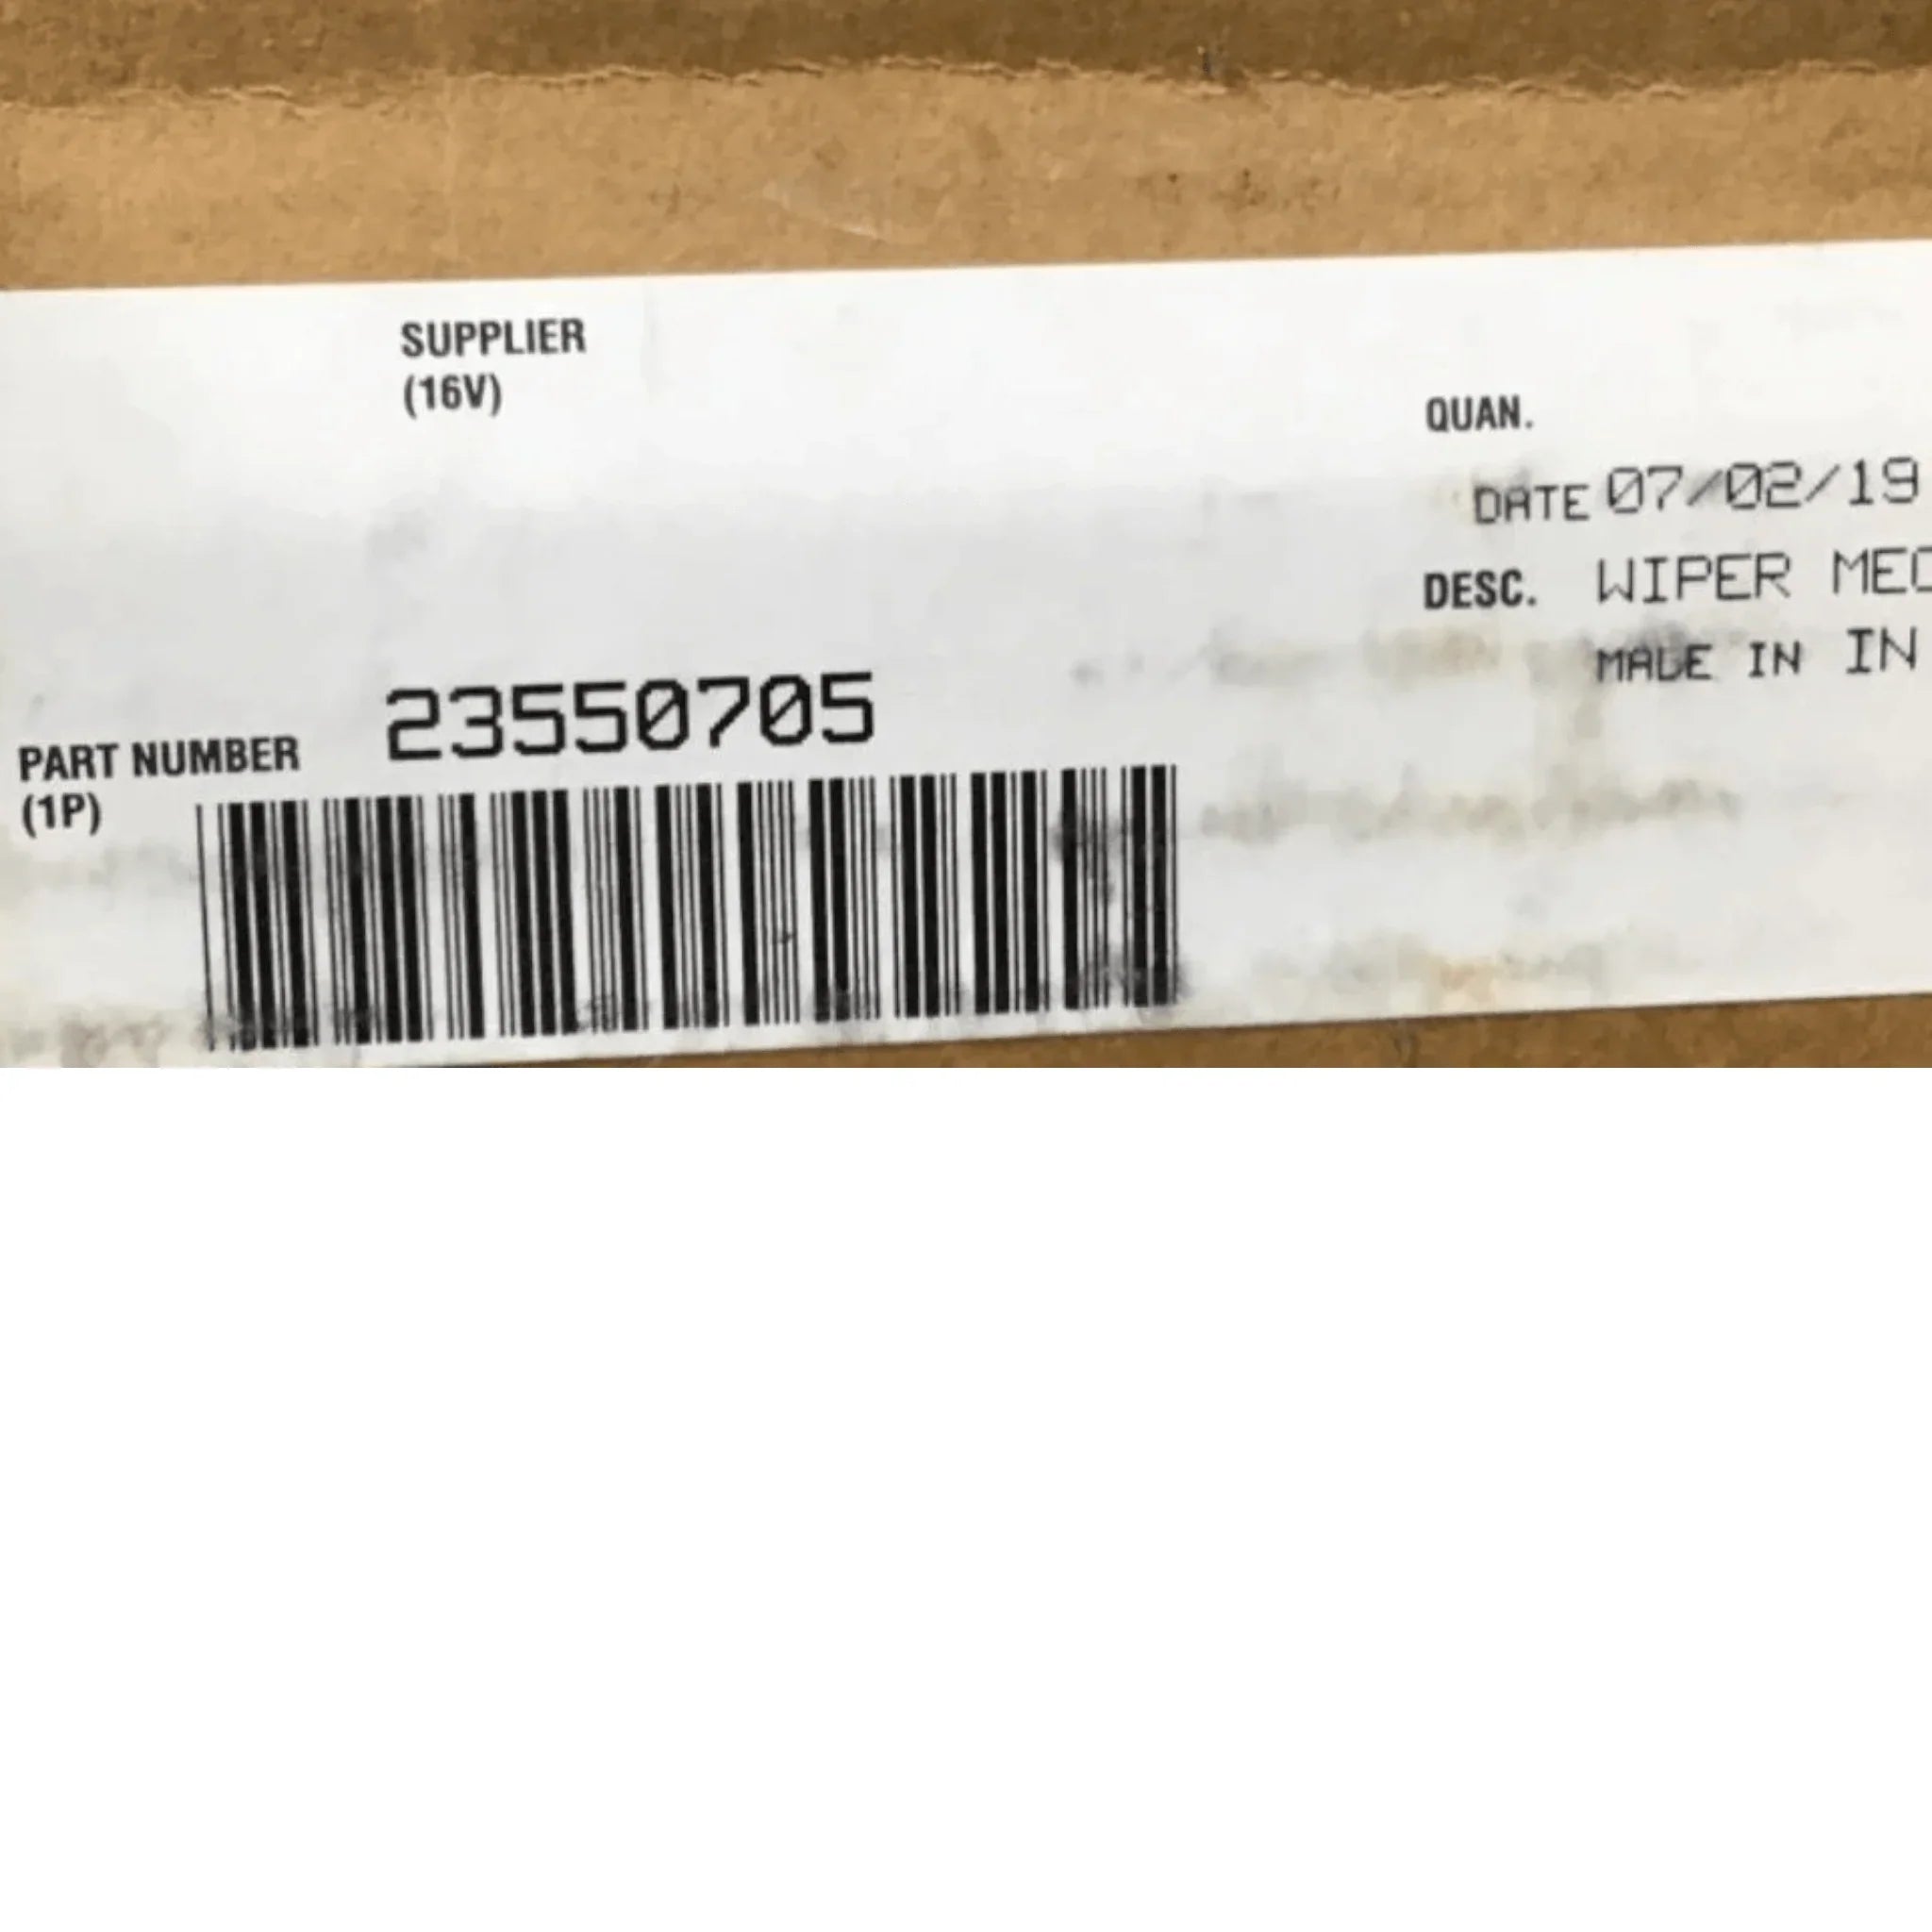 SUPPLIER
(16V)
QUAN.
DATE 07/02/19
DESC. WIPER MEC
MADE IN IN
PART NUMBER 23550705
(1P)